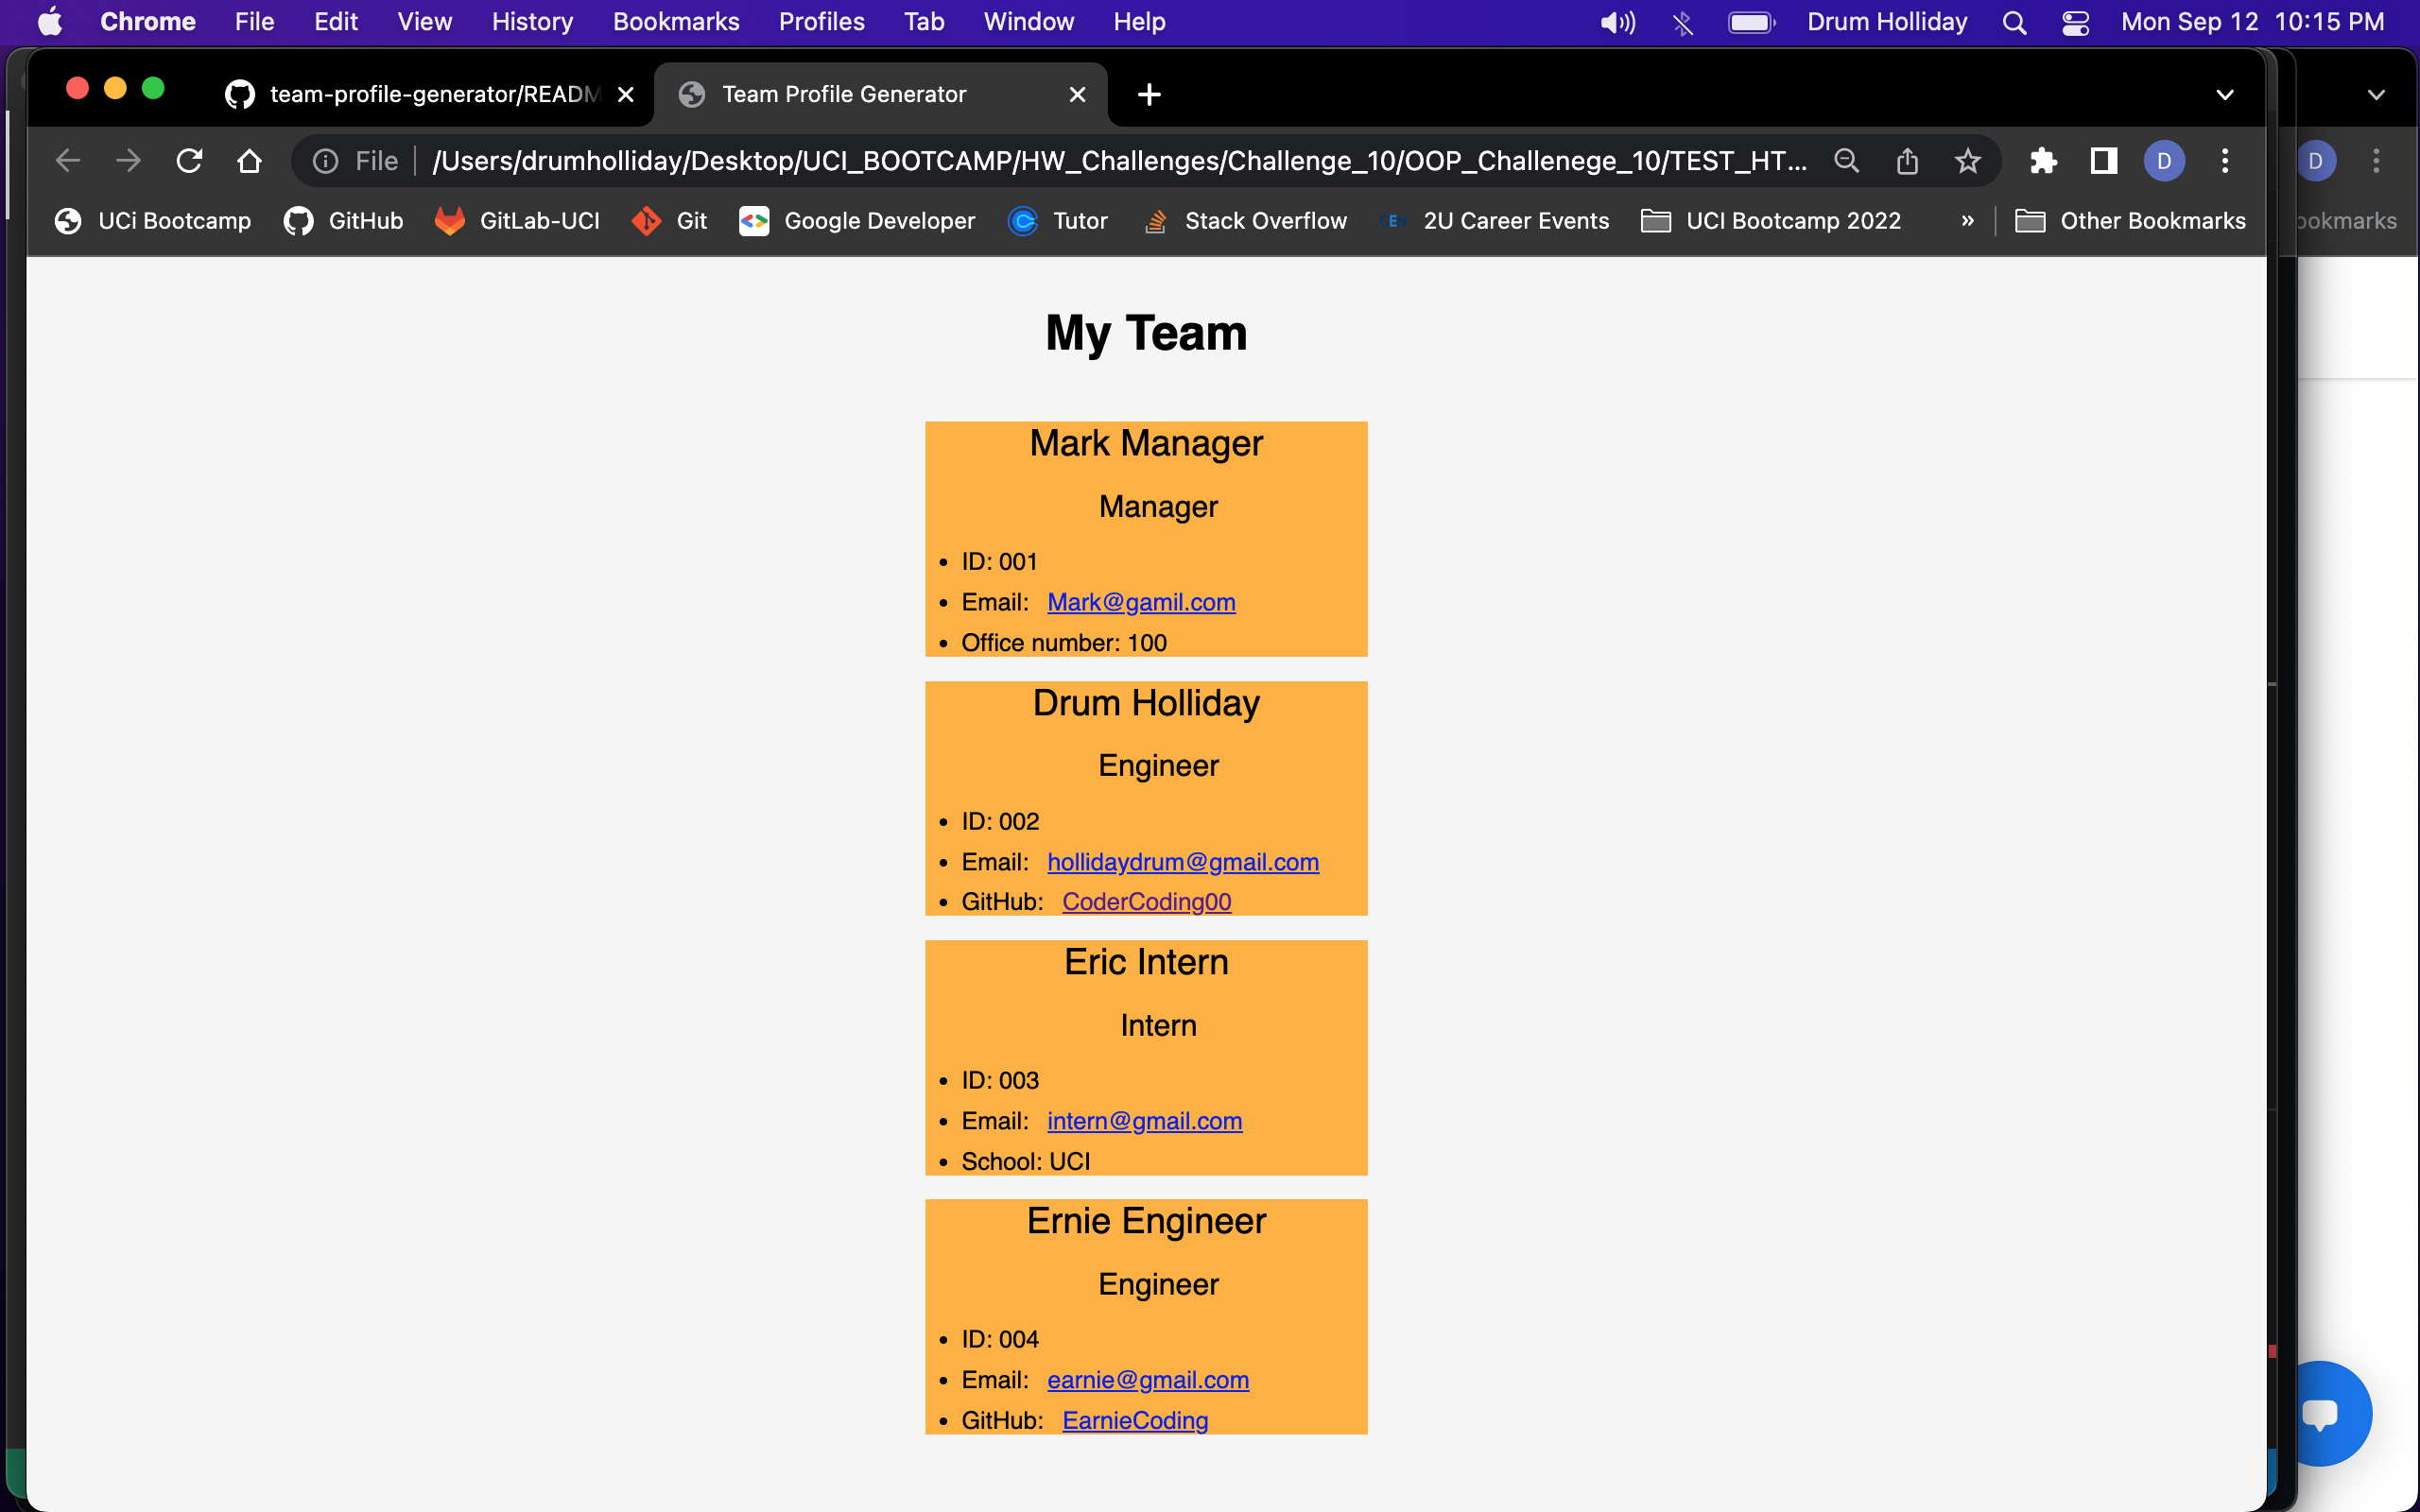 Chrome File Edit View History Bookmarks Profiles Tab Window Help Drum Holliday Mon Sep 12 10:15 PM
team-profile-generator/READM Team Profile Generator
File /Users/drumholliday/Desktop/UCI_BOOTCAMP/HW_Challenges/Challenge_10/OOP_Challenege_10/TEST_HT... D D
UCi Bootcamp GitHub GitLab-UCI Git Google Developer Tutor Stack Overflow CEN 2U Career Events UCI Bootcamp 2022 » Other Bookmarks ookmarks
My Team
Mark Manager
Manager
• ID: 001
• Email: Mark@gamil.com
• Office number: 100
Drum Holliday
Engineer
• ID: 002
• Email: hollidaydrum@gmail.com
• GitHub: CoderCoding00
Eric Intern
Intern
• ID: 003
• Email: intern@gmail.com
• School: UCI
Ernie Engineer
Engineer
• ID: 004
• Email: earnie@gmail.com
• GitHub: EarnieCoding